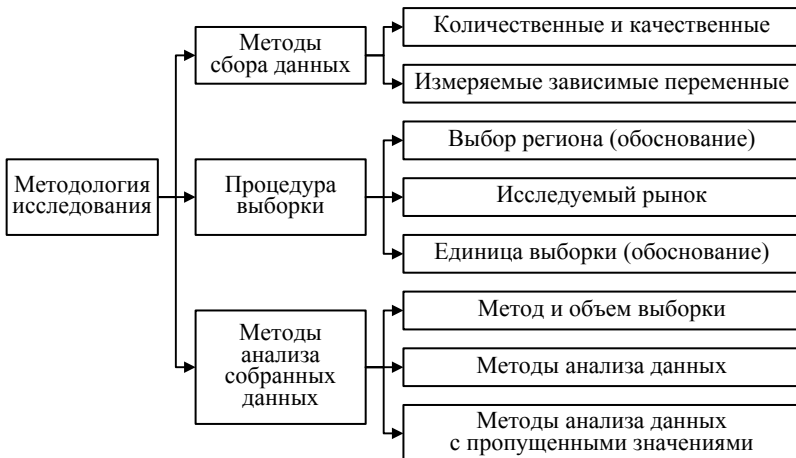 Методология
исследования
Методы
сбора данных
Количественные и качественные
Измеряемые зависимые переменные
Процедура
выборки
Выбор региона (обоснование)
Исследуемый рынок
Единица выборки (обоснование)
Методы
анализа
собранных
данных
Метод и объем выборки
Методы анализа данных
Методы анализа данных
с пропущенными значениями